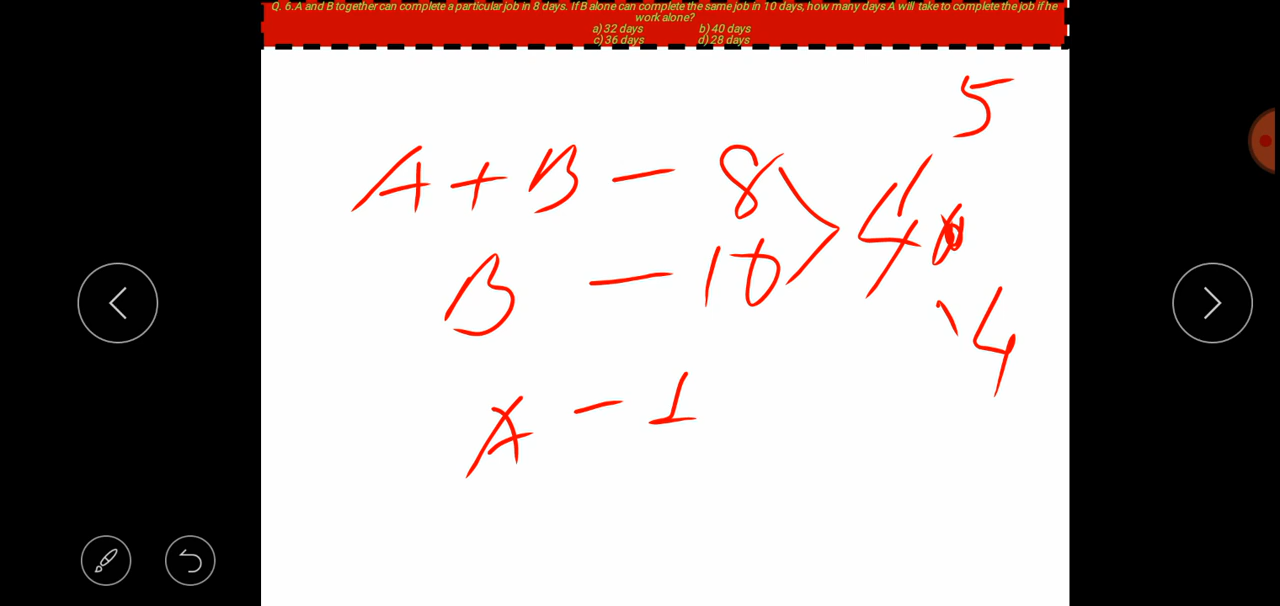 Q. 6.A and B together can complete a particular job in 8 days. If B alone can complete the same job in 10 days, how many days A will take to complete the job if he
work alone?
a) 32 days b) 40 days
c) 36 days d) 28 days
5
A + B - 8 40
B - 10
4
A - 1